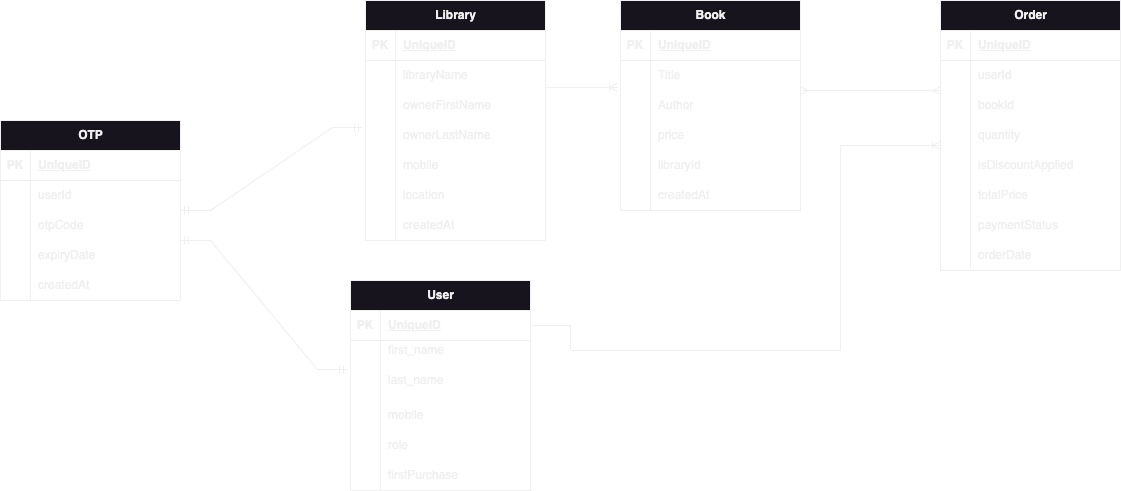 Library
PK UniqueID
libraryName
ownerFirstName
ownerLastName
mobile
location
createdAt
Book
PK UniqueID
Title
Author
price
libraryId
createdAt
Order
PK UniqueID
userId
bookId
quantity
isDiscountApplied
totalPrice
paymentStatus
orderDate
OTP
PK UniqueID
userId
otpCode
expiryDate
createdAt
User
PK UniqueID
first_name
last_name
mobile
role
firstPurchase